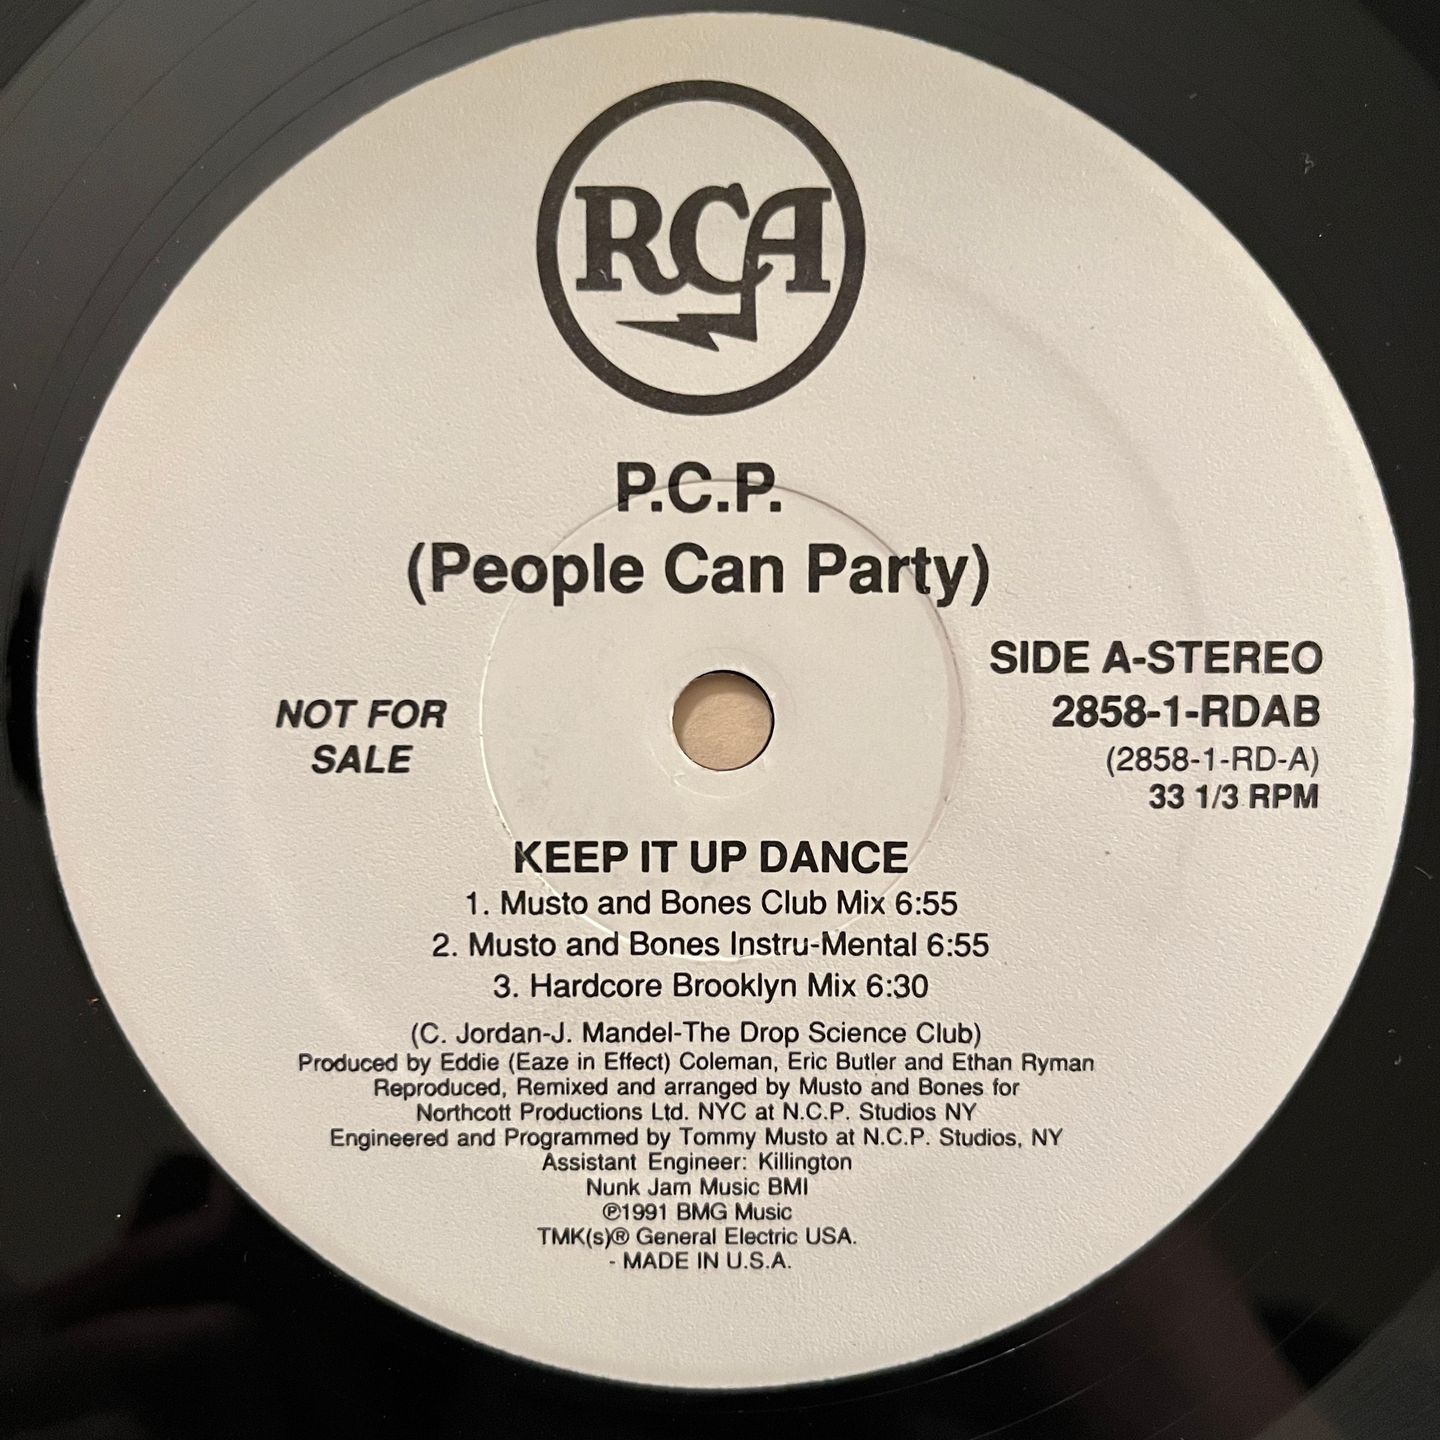 RCA
P.C.P.
(People Can Party)
SIDE A-STEREO
2858-1-RDAB
(2858-1-RD-A)
33 1/3 RPM
NOT FOR
SALE
KEEP IT UP DANCE
1. Musto and Bones Club Mix 6:55
2. Musto and Bones Instru-Mental 6:55
3. Hardcore Brooklyn Mix 6:30
(C. Jordan-J. Mandel-The Drop Science Club)
Produced by Eddie (Eaze in Effect) Coleman, Eric Butler and Ethan Ryman
Reproduced, Remixed and arranged by Musto and Bones for
Northcott Productions Ltd. NYC at N.C.P. Studios NY
Engineered and Programmed by Tommy Musto at N.C.P. Studios, NY
Assistant Engineer: Killington
Nunk Jam Music BMI
℗1991 BMG Music
TMK(s)® General Electric USA.
- MADE IN U.S.A.